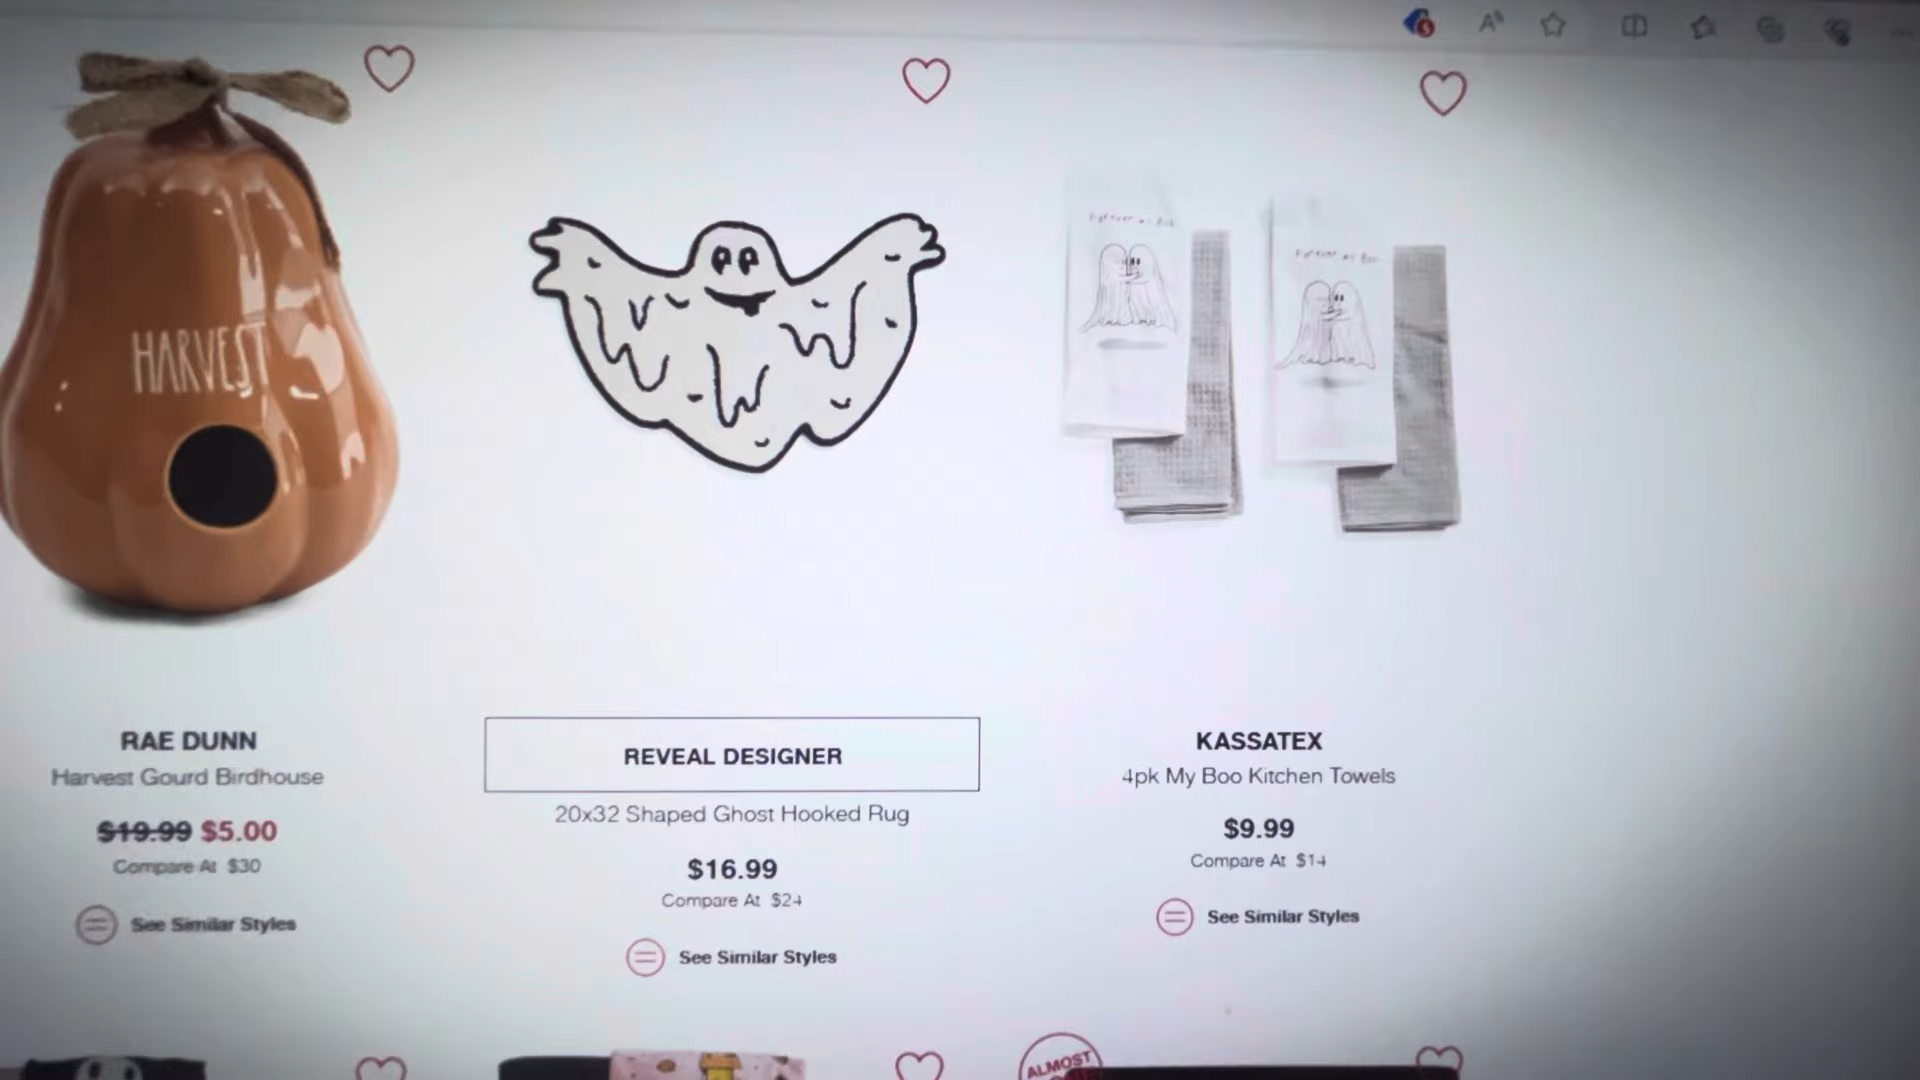 HARVEST
RAE DUNN
Harvest Gourd Birdhouse
$19.99 $5.00
Compare At $30
See Similar Styles
REVEAL DESIGNER
20x32 Shaped Ghost Hooked Rug
$16.99
Compare At $24
See Similar Styles
KASSATEX
4pk My Boo Kitchen Towels
$9.99
Compare At $14
See Similar Styles
ALMOST